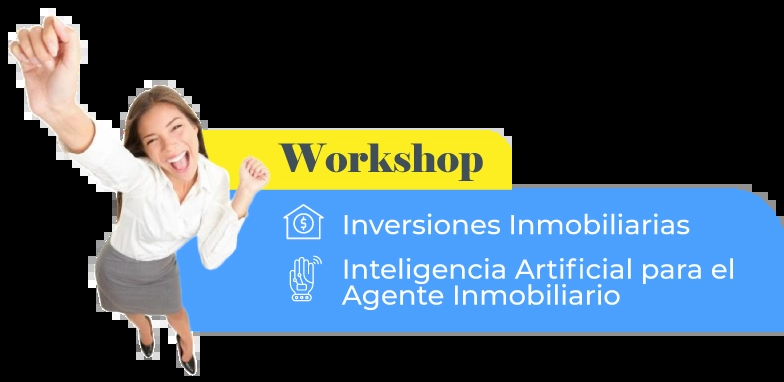 Workshop
Inversiones Inmobiliarias
Inteligencia Artificial para el
Agente Inmobiliario